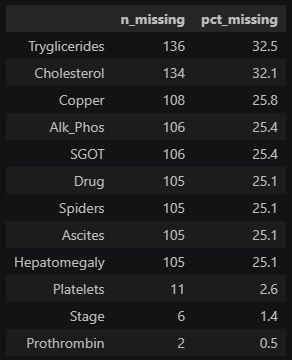 n_missing pct_missing
Tryglicerides 136 32.5
Cholesterol 134 32.1
Copper 108 25.8
Alk_Phos 106 25.4
SGOT 106 25.4
Drug 105 25.1
Spiders 105 25.1
Ascites 105 25.1
Hepatomegaly 105 25.1
Platelets 11 2.6
Stage 6 1.4
Prothrombin 2 0.5